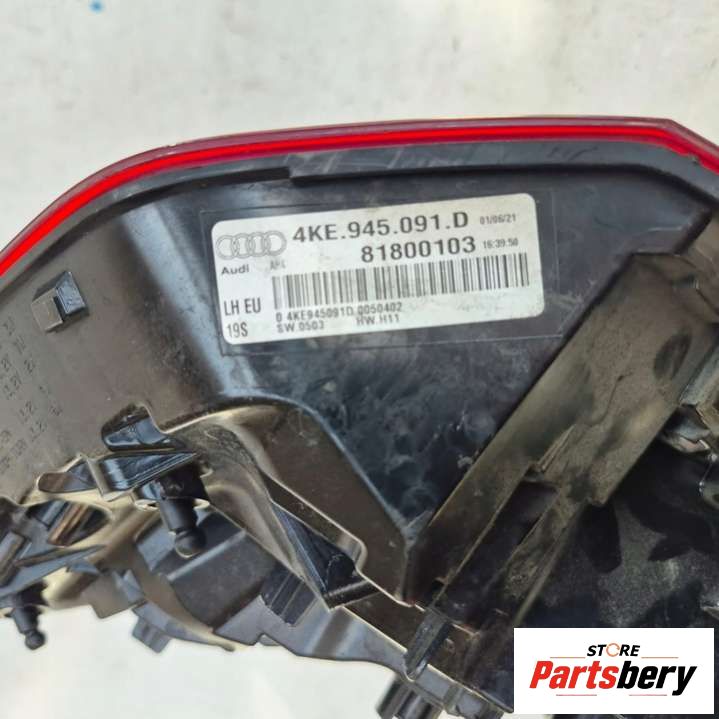 4KE.945.091.D 01/06/21
Audi 81800103 16:39.50
LH EU
0 4KE945091D.0050402
19S SW.0503 HW.H11
STORE
Partsbery